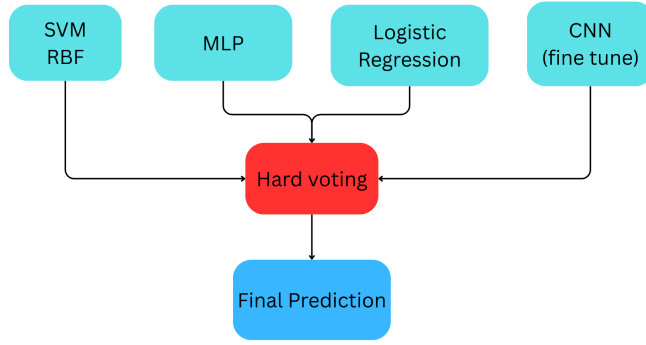 SVM
RBF
MLP
Logistic
Regression
CNN
(fine tune)
Hard voting
Final Prediction